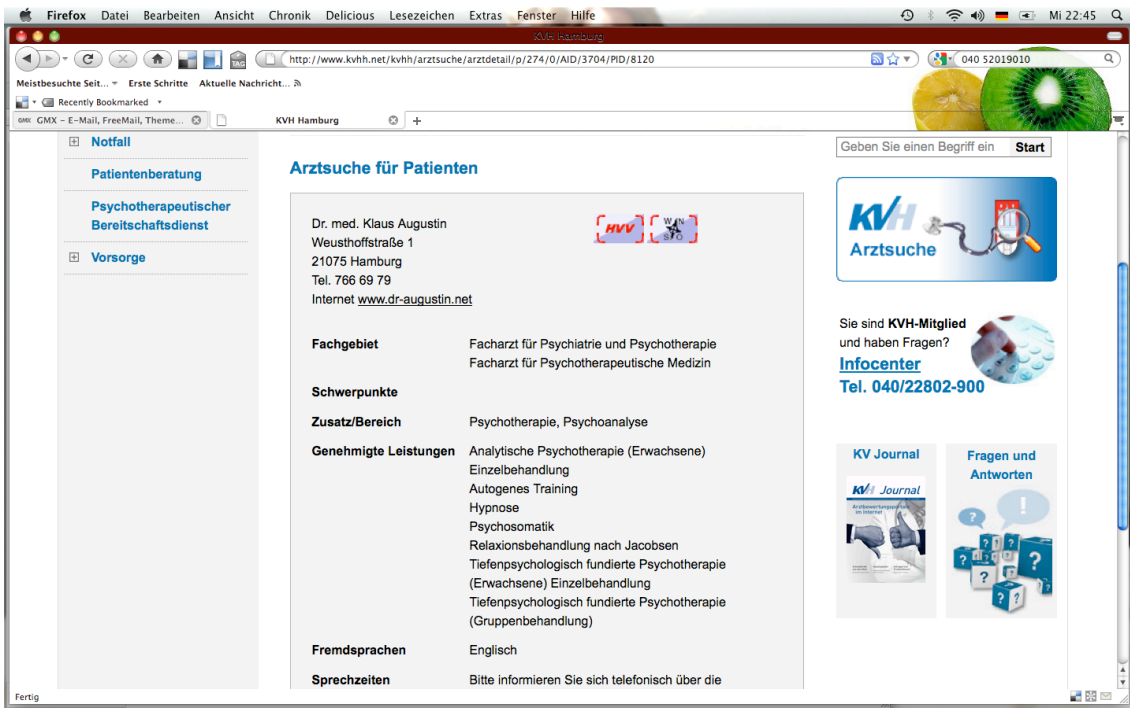 Firefox Datei Bearbeiten Ansicht Chronik Delicious Lesezeichen Extras Fenster Hilfe Mi 22:45
KVH Hamburg
TAG http://www.kvhh.net/kvhh/arztsuche/arztdetail/p/274/0/AID/3704/PID/8120 040 52019010
Meistbesuchte Seit... Erste Schritte Aktuelle Nachricht...
Recently Bookmarked
GMX GMX – E-Mail, FreeMail, Theme... KVH Hamburg
Notfall
Patientenberatung
Psychotherapeutischer
Bereitschaftsdienst
Vorsorge
Arztsuche für Patienten
Dr. med. Klaus Augustin
Weusthoffstraße 1
21075 Hamburg
Tel. 766 69 79
Internet www.dr-augustin.net
HVV
W N
S O
Fachgebiet Facharzt für Psychiatrie und Psychotherapie
Facharzt für Psychotherapeutische Medizin
Schwerpunkte
Zusatz/Bereich Psychotherapie, Psychoanalyse
Genehmigte Leistungen Analytische Psychotherapie (Erwachsene)
Einzelbehandlung
Autogenes Training
Hypnose
Psychosomatik
Relaxionsbehandlung nach Jacobsen
Tiefenpsychologisch fundierte Psychotherapie
(Erwachsene) Einzelbehandlung
Tiefenpsychologisch fundierte Psychotherapie
(Gruppenbehandlung)
Fremdsprachen Englisch
Sprechzeiten Bitte informieren Sie sich telefonisch über die
Geben Sie einen Begriff ein Start
KVH
Arztsuche
Sie sind KVH-Mitglied
und haben Fragen?
Infocenter
Tel. 040/22802-900
KV Journal
KVH Journal
Arztbewertungsportale
im Internet
Fragen und
Antworten
Fertig